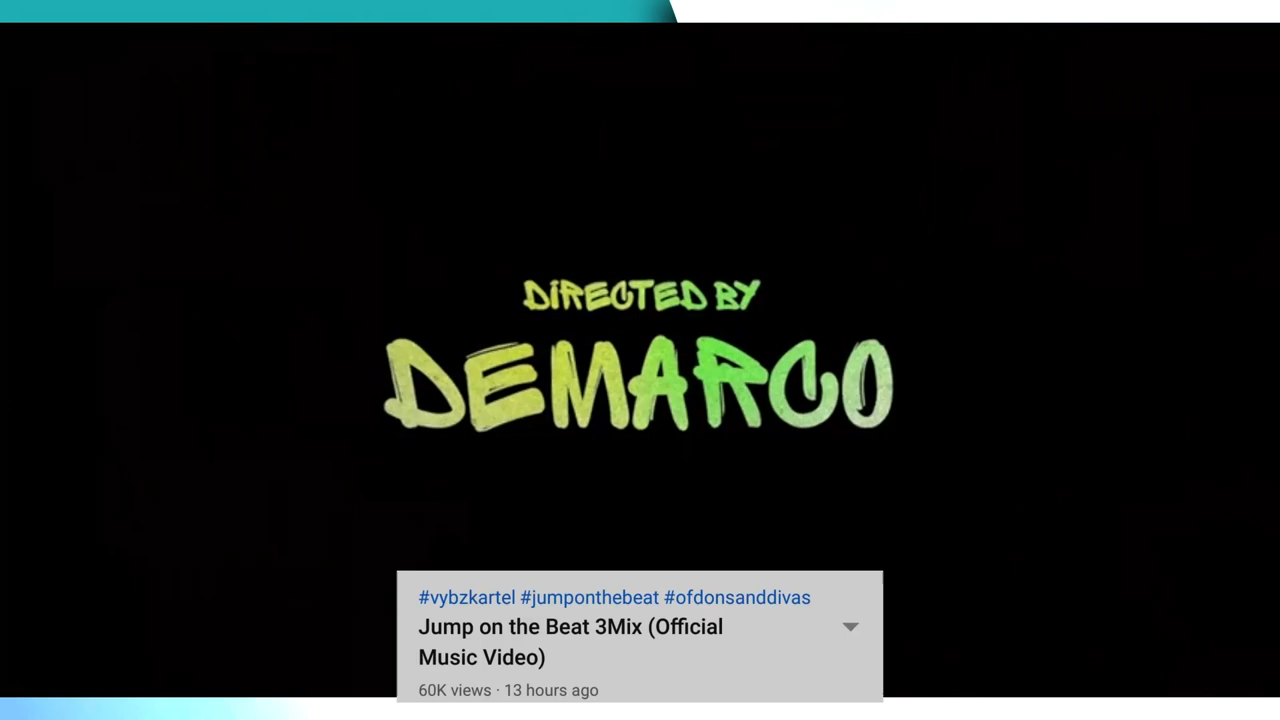 DiRECTED BY
DEMARCO
#vybzkartel #jumponthebeat #ofdonsanddivas
Jump on the Beat 3Mix (Official
Music Video)
60K views · 13 hours ago